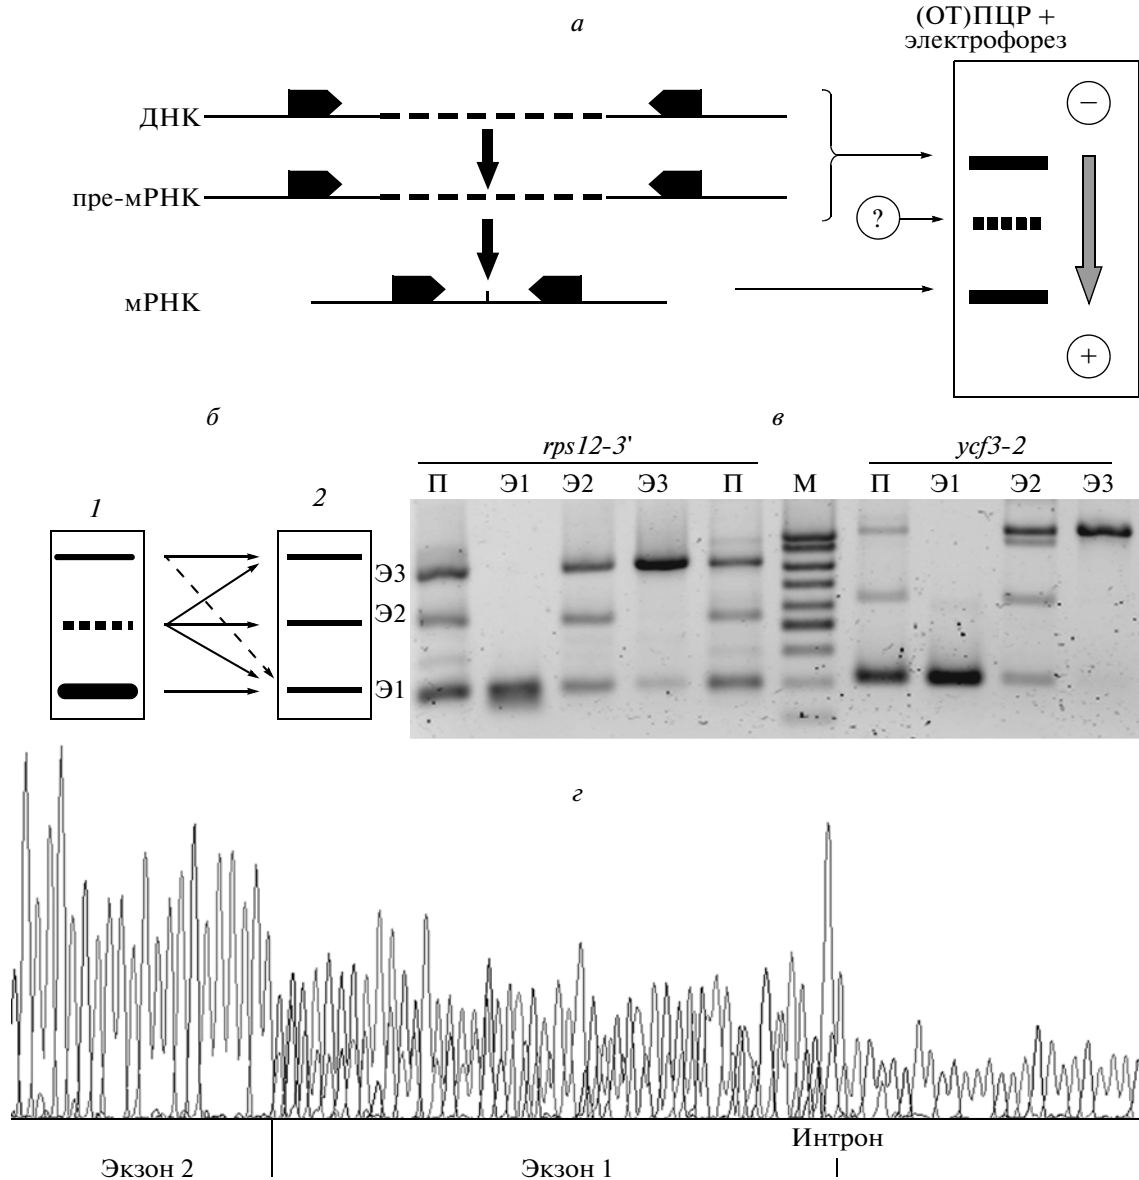 а
(ОТ)ПЦР +
электрофорез
ДНК
−
пре-мРНК
?
мРНК
+
б
в
rps12-3'
ycf3-2
1
2
П Э1 Э2 Э3 П М П Э1 Э2 Э3
Э3
Э2
Э1
г
Интрон
Экзон 2
Экзон 1